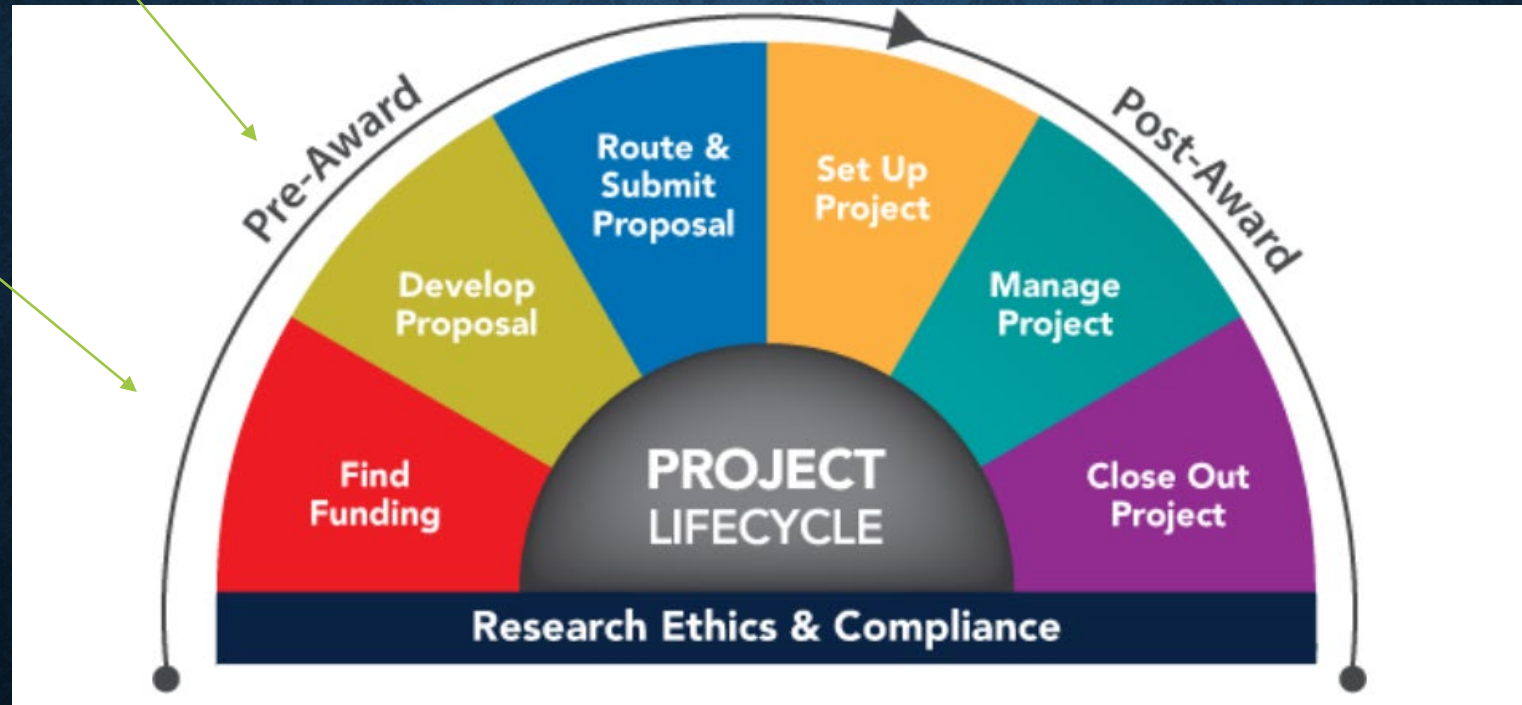 Pre-Award
Post-Award
Find
Funding
Develop
Proposal
Route &
Submit
Proposal
Set Up
Project
Manage
Project
Close Out
Project
PROJECT
LIFECYCLE
Research Ethics & Compliance